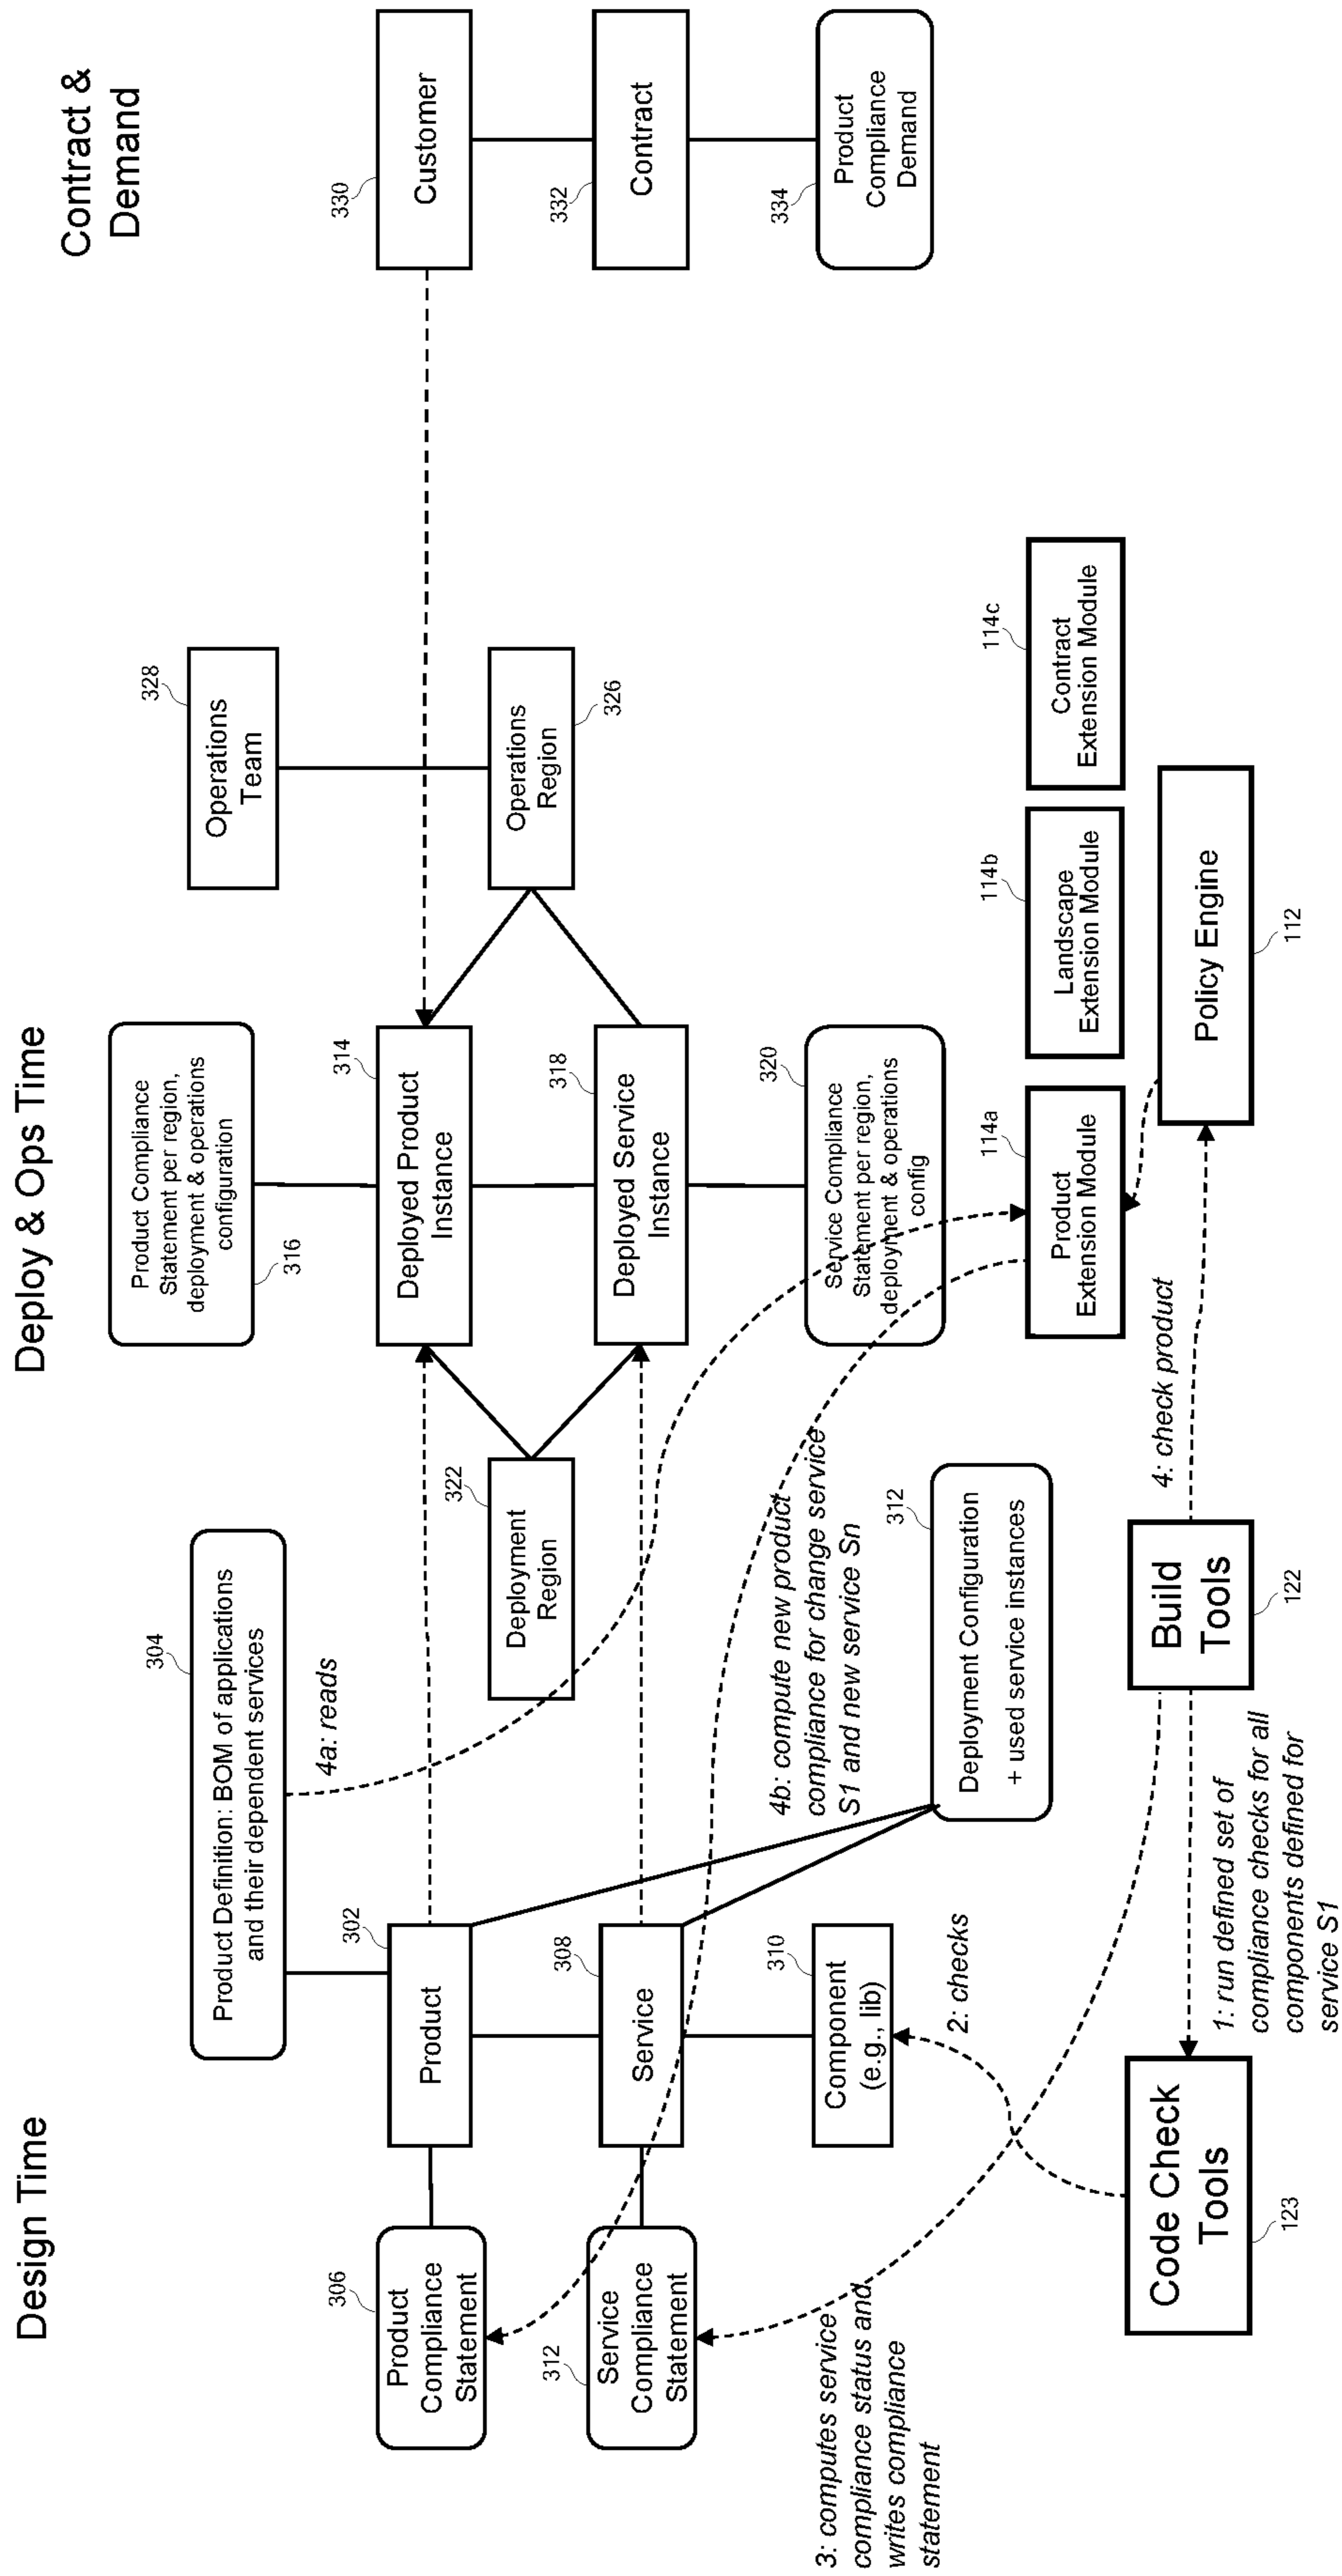 Design Time
Deploy & Ops Time
Contract &
Demand
304
Product Definition: BOM of applications
and their dependent services
4a: reads
306
Product
Compliance
Statement
302
Product
312
Service
Compliance
Statement
308
Service
310
Component
(e.g., lib)
2: checks
3: computes service
compliance status and
writes compliance
statement
Code Check
Tools
123
1: run defined set of
compliance checks for all
components defined for
service S1
Build
Tools
122
312
Deployment Configuration
+ used service instances
4b: compute new product
compliance for change service
S1 and new service Sn
4: check product
322
Deployment
Region
Product Compliance
Statement per region,
deployment & operations
configuration
316
314
Deployed Product
Instance
318
Deployed Service
Instance
320
Service Compliance
Statement per region,
deployment & operations
config
328
Operations
Team
Operations
Region
326
114a
Product
Extension Module
114b
Landscape
Extension Module
114c
Contract
Extension Module
Policy Engine
112
330
Customer
332
Contract
334
Product
Compliance
Demand